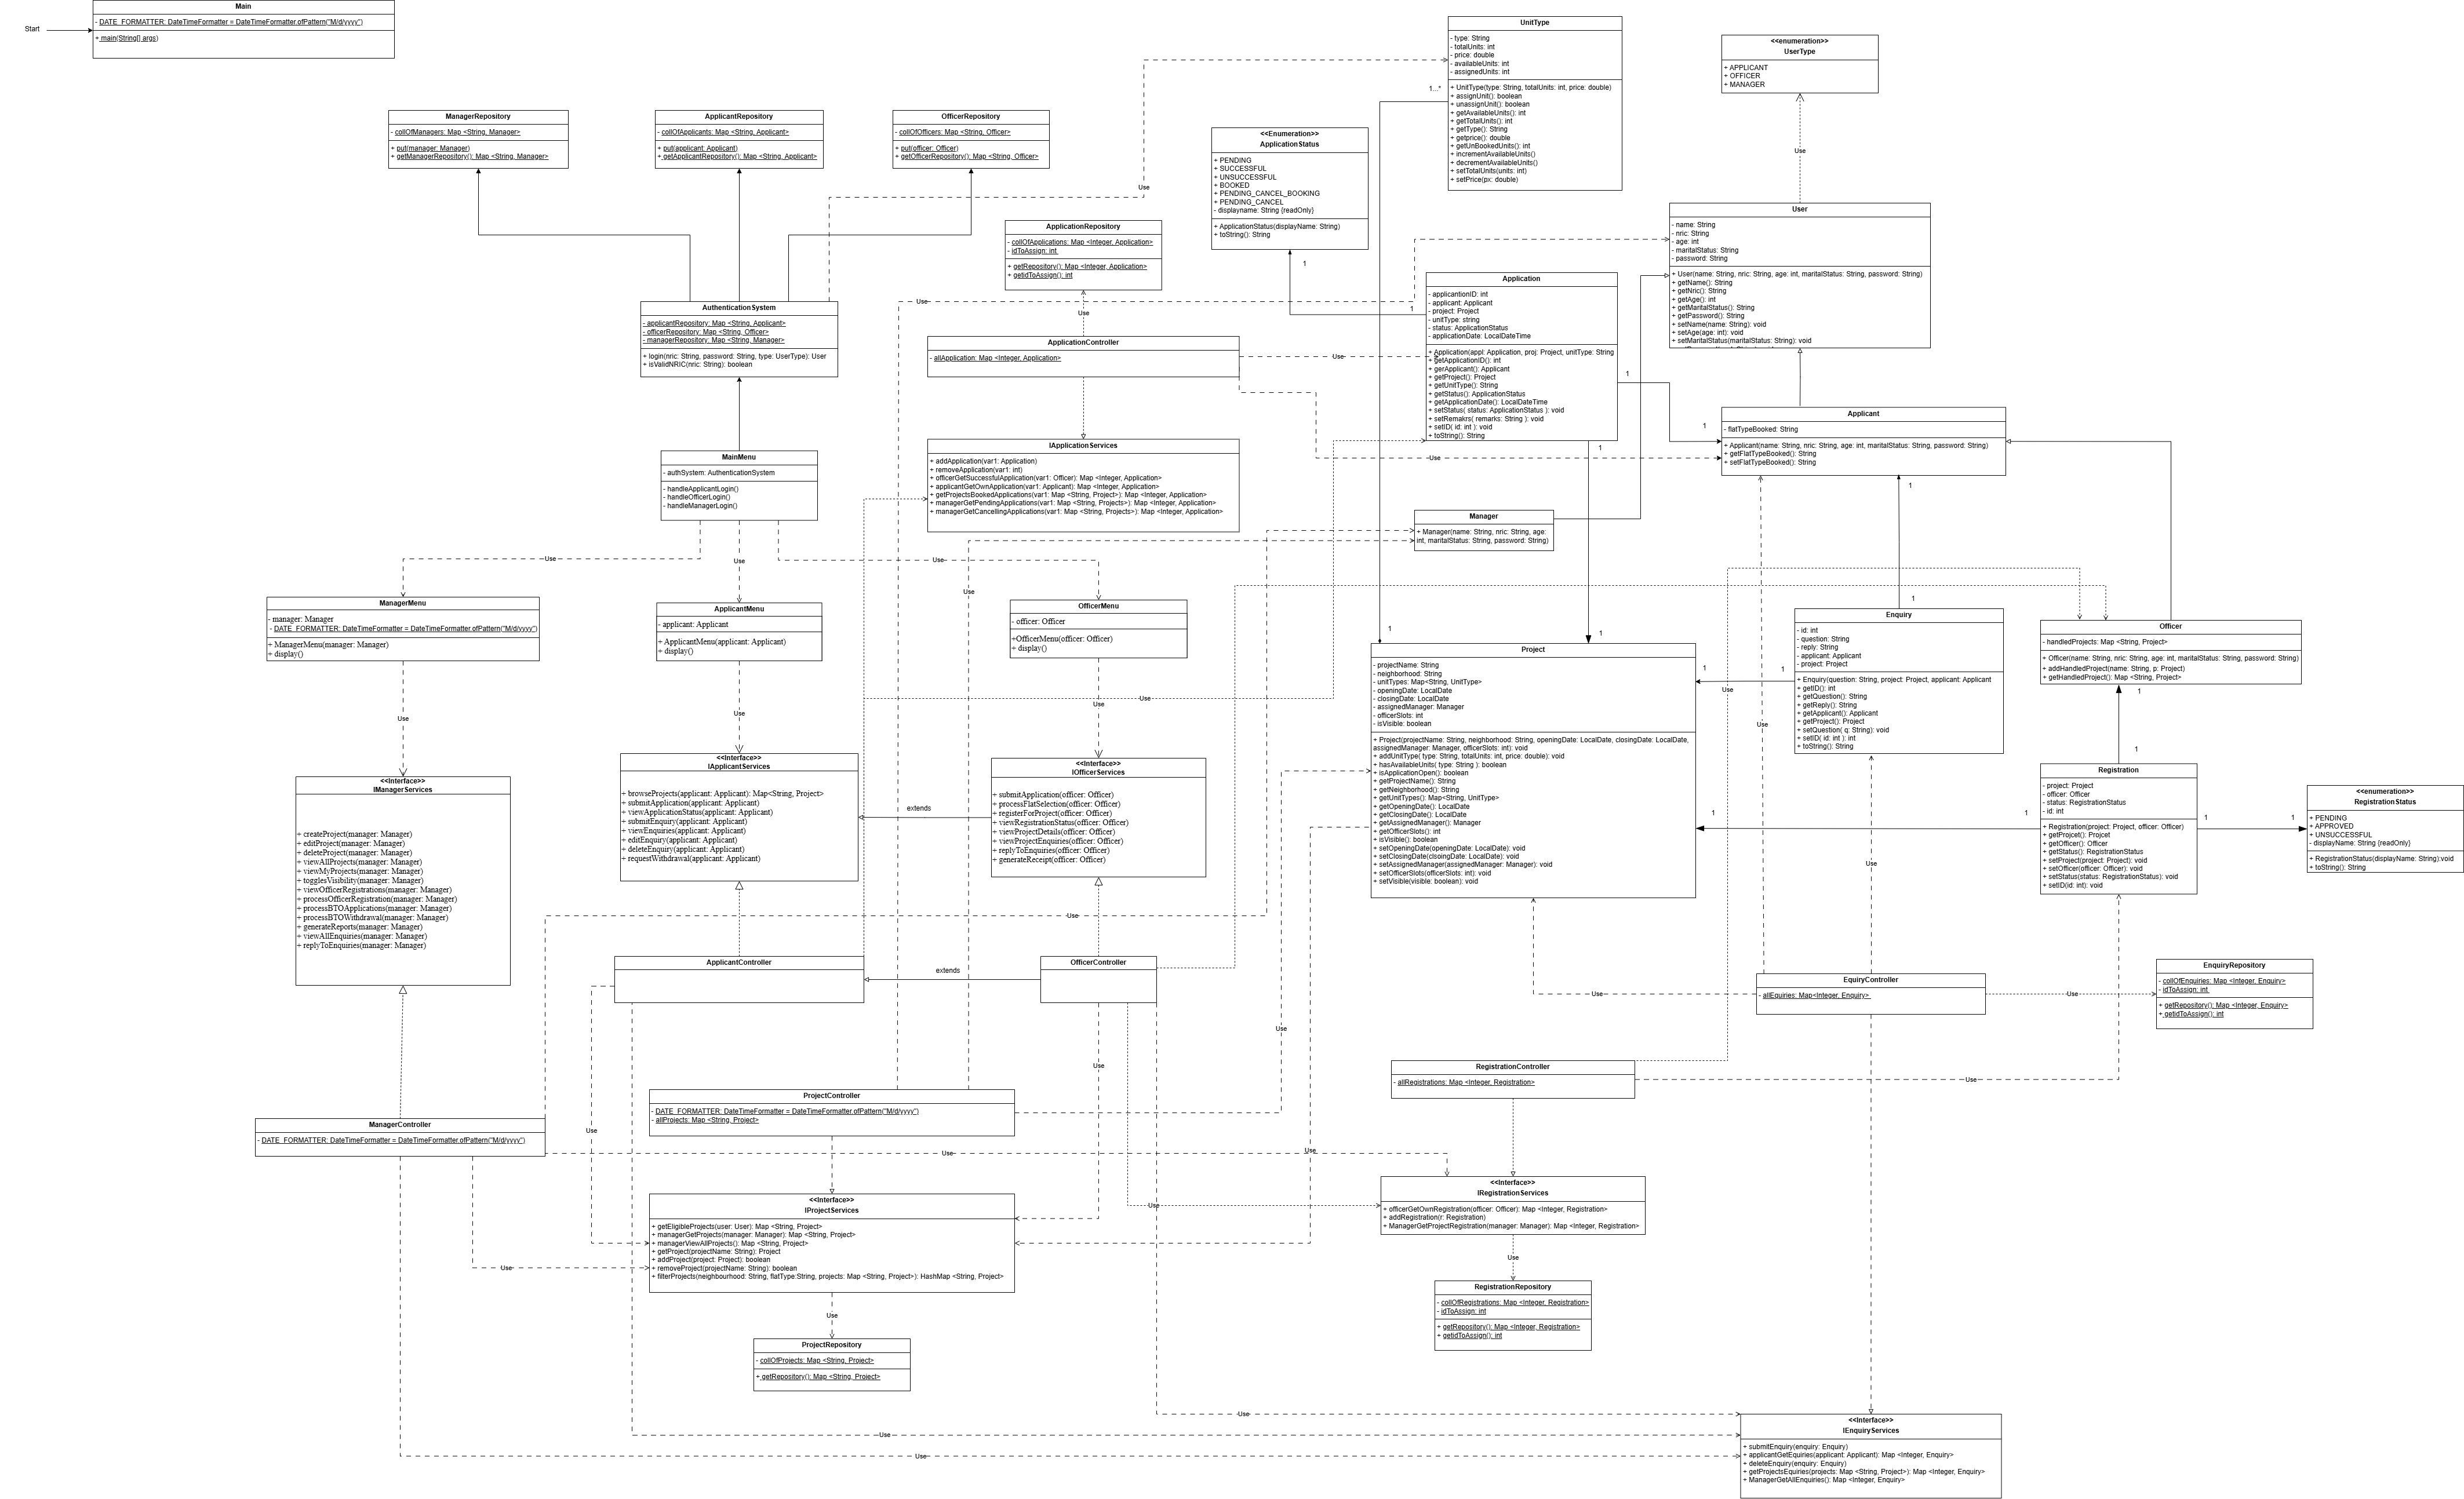 Start
Main
- DATE_FORMATTER: DateTimeFormatter = DateTimeFormatter.ofPattern("M/d/yyyy")
+ main(String[] args)
UnitType
- type: String
- totalUnits: int
- price: double
- availableUnits: int
- assignedUnits: int
+ UnitType(type: String, totalUnits: int, price: double)
+ assignUnit(): boolean
+ unassignUnit(): boolean
+ getAvailableUnits(): int
+ getTotalUnits(): int
+ getType(): String
+ getprice(): double
+ getUnBookedUnits(): int
+ incrementAvailableUnits()
+ decrementAvailableUnits()
+ setTotalUnits(units: int)
+ setPrice(px: double)
<<enumeration>>
UserType
+ APPLICANT
+ OFFICER
+ MANAGER
Use
ManagerRepository
- collOfManagers: Map <String, Manager>
+ put(manager: Manager)
+ getManagerRepository(): Map <String, Manager>
ApplicantRepository
- collOfApplicants: Map <String, Applicant>
+ put(applicant: Applicant)
+ getApplicantRepository(): Map <String, Applicant>
OfficerRepository
- collOfOfficers: Map <String, Officer>
+ put(officer: Officer)
+ getOfficerRepository(): Map <String, Officer>
Use
1...*
<<Enumeration>>
ApplicationStatus
+ PENDING
+ SUCCESSFUL
+ UNSUCCESSFUL
+ BOOKED
+ PENDING_CANCEL_BOOKING
+ PENDING_CANCEL
- displayname: String {readOnly}
+ ApplicationStatus(displayName: String)
+ toString(): String
1
1
User
- name: String
- nric: String
- age: int
- maritalStatus: String
- password: String
+ User(name: String, nric: String, age: int, maritalStatus: String, password: String)
+ getName(): String
+ getNric(): String
+ getAge(): int
+ getMaritalStatus(): String
+ getPassword(): String
+ setName(name: String): void
+ setAge(age: int): void
+ setMaritalStatus(maritalStatus: String): void
ApplicationRepository
- collOfApplications: Map <Integer, Application>
- idToAssign: int
+ getRepository(): Map <Integer, Application>
+ getidToAssign(): int
Use
Use
AuthenticationSystem
- applicantRepository: Map <String, Applicant>
- officerRepository: Map <String, Officer>
- managerRepository: Map <String, Manager>
+ login(nric: String, password: String, type: UserType): User
+ isValidNRIC(nric: String): boolean
ApplicationController
- allApplication: Map <Integer, Application>
Use
Application
- applicantionID: int
- applicant: Applicant
- project: Project
- unitType: string
- status: ApplicationStatus
- applicationDate: LocalDateTime
+ Application(appl: Application, proj: Project, unitType: String
+ getApplicationID(): int
+ gerApplicant(): Applicant
+ getProject(): Project
+ getUnitType(): String
+ getStatus(): ApplicationStatus
+ getApplicationDate(): LocalDateTime
+ setStatus( status: ApplicationStatus ): void
+ setRemakrs( remarks: String ): void
+ setID( id: int ): void
+ toString(): String
1
1
1
Applicant
- flatTypeBooked: String
+ Applicant(name: String, nric: String, age: int, maritalStatus: String, password: String)
+ getFlatTypeBooked(): String
+ setFlatTypeBooked(): String
1
IApplicationServices
+ addApplication(var1: Application)
+ removeApplication(var1: int)
+ officerGetSuccessfulApplication(var1: Officer): Map <Integer, Application>
+ applicantGetOwnApplication(var1: Applicant): Map <Integer, Application>
+ getProjectsBookedApplications(var1: Map <String, Project>): Map <Integer, Application>
+ managerGetPendingApplications(var1: Map <String, Projects>): Map <Integer, Application>
+ managerGetCancellingApplications(var1: Map <String, Projects>): Map <Integer, Application>
Use
MainMenu
- authSystem: AuthenticationSystem
- handleApplicantLogin()
- handleOfficerLogin()
- handleManagerLogin()
Manager
+ Manager(name: String, nric: String, age:
int, maritalStatus: String, password: String)
Use
Use
Use
Use
ManagerMenu
- manager: Manager
- DATE_FORMATTER: DateTimeFormatter = DateTimeFormatter.ofPattern("M/d/yyyy")
+ ManagerMenu(manager: Manager)
+ display()
ApplicantMenu
- applicant: Applicant
+ ApplicantMenu(applicant: Applicant)
+ display()
OfficerMenu
- officer: Officer
+OfficerMenu(officer: Officer)
+ display()
1
1
1
Enquiry
- id: int
- question: String
- reply: String
- applicant: Applicant
- project: Project
+ Enquiry(question: String, project: Project, applicant: Applicant
+ getID(): int
+ getQuestion(): String
+ getReply(): String
+ getApplicant(): Applicant
+ getProject(): Project
+ setQuestion( q: String): void
+ setID( id: int ): int
+ toString(): String
Officer
- handledProjects: Map <String, Project>
+ Officer(name: String, nric: String, age: int, maritalStatus: String, password: String)
+ addHandledProject(name: String, p: Project)
+ getHandledProject(): Map <String, Project>
Project
- projectName: String
- neighborhood: String
- unitTypes: Map<String, UnitType>
- openingDate: LocalDate
- closingDate: LocalDate
- assignedManager: Manager
- officerSlots: int
- isVisible: boolean
+ Project(projectName: String, neighborhood: String, openingDate: LocalDate, closingDate: LocalDate,
assignedManager: Manager, officerSlots: int): void
+ addUnitType( type: String, totalUnits: int, price: double): void
+ hasAvailableUnits( type: String ): boolean
+ isApplicationOpen(): boolean
+ getProjectName(): String
+ getNeighborhood(): String
+ getUnitTypes(): Map<String, UnitType>
+ getOpeningDate(): LocalDate
+ getClosingDate(): LocalDate
+ getAssignedManager(): Manager
+ getOfficerSlots(): int
+ isVisible(): boolean
+ setOpeningDate(openingDate: LocalDate): void
+ setClosingDate(clsoingDate: LocalDate): void
+ setAssignedManager(assignedManager: Manager): void
+ setOfficerSlots(officerSlots: int): void
+ setVisible(visible: boolean): void
1
1
1
1
Use
Use
Use
Use
Use
Use
<<Interface>>
IManagerServices
+ createProject(manager: Manager)
+ editProject(manager: Manager)
+ deleteProject(manager: Manager)
+ viewAllProjects(manager: Manager)
+ viewMyProjects(manager: Manager)
+ togglesVisibility(manager: Manager)
+ viewOfficerRegistrations(manager: Manager)
+ processOfficerRegistration(manager: Manager)
+ processBTOApplications(manager: Manager)
+ processBTOWithdrawal(manager: Manager)
+ generateReports(manager: Manager)
+ viewAllEnquiries(manager: Manager)
+ replyToEnquiries(manager: Manager)
<<Interface>>
IApplicantServices
+ browseProjects(applicant: Applicant): Map<String, Project>
+ submitApplication(applicant: Applicant)
+ viewApplicationStatus(applicant: Applicant)
+ submitEnquiry(applicant: Applicant)
+ viewEnquiries(applicant: Applicant)
+ editEnquiry(applicant: Applicant)
+ deleteEnquiry(applicant: Applicant)
+ requestWithdrawal(applicant: Applicant)
extends
<<Interface>>
IOfficerServices
+ submitApplication(officer: Officer)
+ processFlatSelection(officer: Officer)
+ registerForProject(officer: Officer)
+ viewRegistrationStatus(officer: Officer)
+ viewProjectDetails(officer: Officer)
+ viewProjectEnquiries(officer: Officer)
+ replyToEnquiries(officer: Officer)
+ generateReceipt(officer: Officer)
1
1
Registration
- project: Project
- officer: Officer
- status: RegistrationStatus
- id: int
+ Registration(project: Project, officer: Officer)
+ getProject(): Projcet
+ getOfficer(): Officer
+ getStatus(): RegistrationStatus
+ setProject(project: Project): void
+ setOfficer(officer: Officer): void
+ setStatus(status: RegistrationStatus): void
+ setID(id: int): void
1
1
<<enumeration>>
RegistrationStatus
+ PENDING
+ APPROVED
+ UNSUCCESSFUL
- displayName: String {readOnly}
+ RegistrationStatus(displayName: String):void
+ toString(): String
Use
Use
ApplicantController
extends
OfficerController
EquiryController
- allEquiries: Map<Integer, Enquiry>
Use
Use
EnquiryRepository
- collOfEnquiries: Map <Integer, Enquiry>
- idToAssign: int
+ getRepository(): Map <Integer, Enquiry>
+ getidToAssign(): int
Use
Use
RegistrationController
- allRegistrations: Map <Integer, Registration>
Use
ProjectController
- DATE_FORMATTER: DateTimeFormatter = DateTimeFormatter.ofPattern("M/d/yyyy")
- allProjects: Map <String, Project>
ManagerController
- DATE_FORMATTER: DateTimeFormatter = DateTimeFormatter.ofPattern("M/d/yyyy")
Use
Use
Use
<<Interface>>
IRegistrationServices
+ officerGetOwnRegistration(officer: Officer): Map <Integer, Registration>
+ addRegistration(r: Registration)
+ ManagerGetProjectRegistration(manager: Manager): Map <Integer, Registration>
Use
<<Interface>>
IProjectServices
+ getEligibleProjects(user: User): Map <String, Project>
+ managerGetProjects(manager: Manager): Map <String, Project>
+ managerViewAllProjects(): Map <String, Project>
+ getProject(projectName: String): Project
+ addProject(project: Project): boolean
+ removeProject(projectName: String): boolean
+ filterProjects(neighbourhood: String, flatType:String, projects: Map <String, Project>): HashMap <String, Project>
Use
Use
Use
RegistrationRepository
- collOfRegistrations: Map <Integer, Registration>
- idToAssign: int
+ getRepository(): Map <Integer, Registration>
+ getidToAssign(): int
ProjectRepository
- collOfProjects: Map <String, Project>
+ getRepository(): Map <String, Project>
Use
Use
Use
<<Interface>>
IEnquiryServices
+ submitEnquiry(enquiry: Enquiry)
+ applicantGetEquiries(applicant: Applicant): Map <Integer, Enquiry>
+ deleteEnquiry(enquiry: Enquiry)
+ getProjectsEquiries(projects: Map <String, Project>): Map <Integer, Enquiry>
+ ManagerGetAllEnquiries(): Map <Integer, Enquiry>